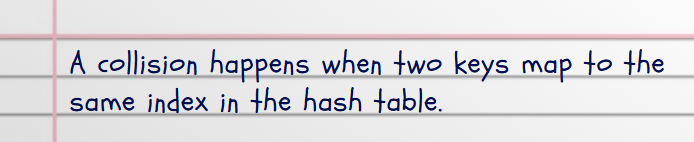 A collision happens when two keys map to the
same index in the hash table.